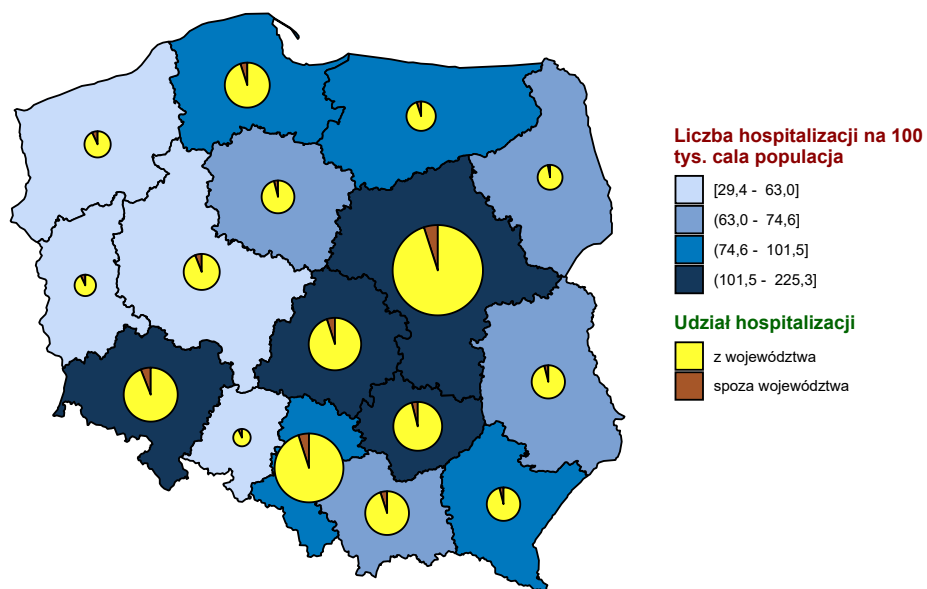 Liczba hospitalizacji na 100
tys. cala populacja
[29,4 - 63,0]
(63,0 - 74,6]
(74,6 - 101,5]
(101,5 - 225,3]
Udział hospitalizacji
z województwa
spoza województwa